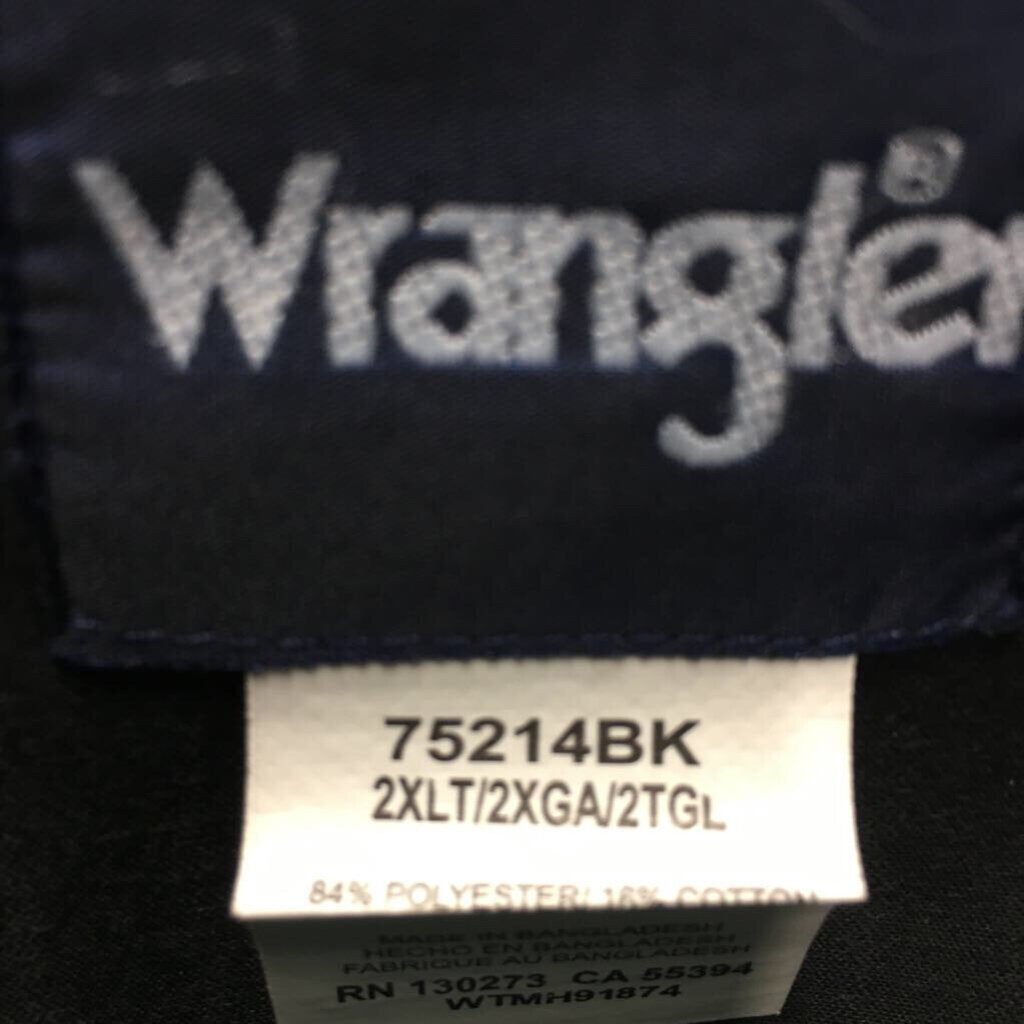 Wrangler®
75214BK
2XLT/2XGA/2TGL
84% POLYESTER/ 16% COTTON
MADE IN BANGLADESH
HECHO EN BANGLADESH
FABRIQUE AU BANGLADESH
RN 130273 CA 55394
WTMH91874